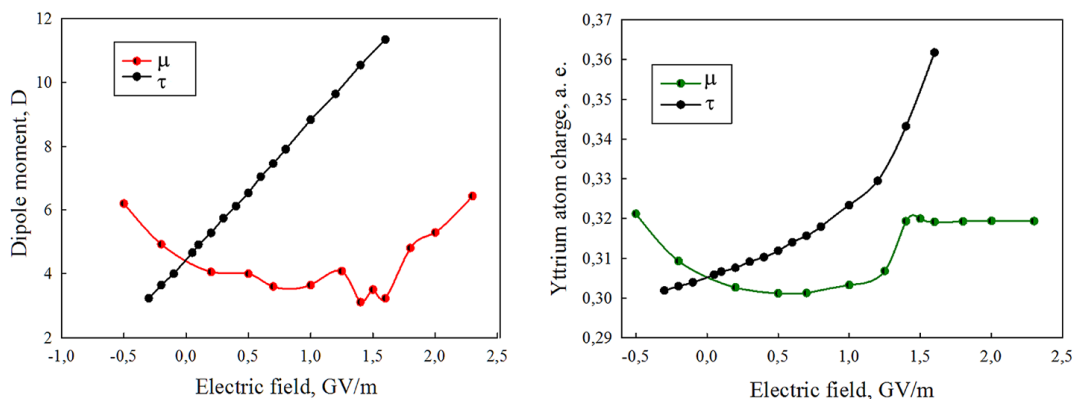 12
10
8
6
4
2
Dipole moment, D
μ
τ
-1,0 -0,5 0,0 0,5 1,0 1,5 2,0 2,5
Electric field, GV/m
0,37
0,36
0,35
0,34
0,33
0,32
0,31
0,30
0,29
Yttrium atom charge, a. e.
μ
τ
-0,5 0,0 0,5 1,0 1,5 2,0 2,5
Electric field, GV/m